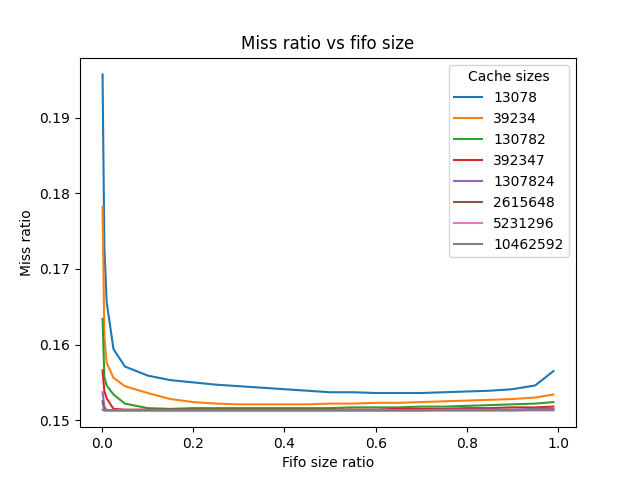 Miss ratio vs fifo size
Miss ratio
0.19
0.18
0.17
0.16
0.15
0.0 0.2 0.4 0.6 0.8 1.0
Fifo size ratio
Cache sizes
13078
39234
130782
392347
1307824
2615648
5231296
10462592